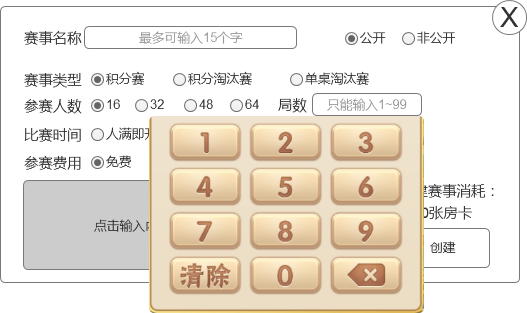 X
赛事名称 最多可输入15个字 公开 非公开
赛事类型 积分赛 积分淘汰赛 单桌淘汰赛
参赛人数 16 32 48 64 局数 只能输入1~99
比赛时间 人满即
参赛费用 免费
1 2 3
4 5 6
赛事消耗：
张房卡
点击输入
7 8 9
创建
清除 0